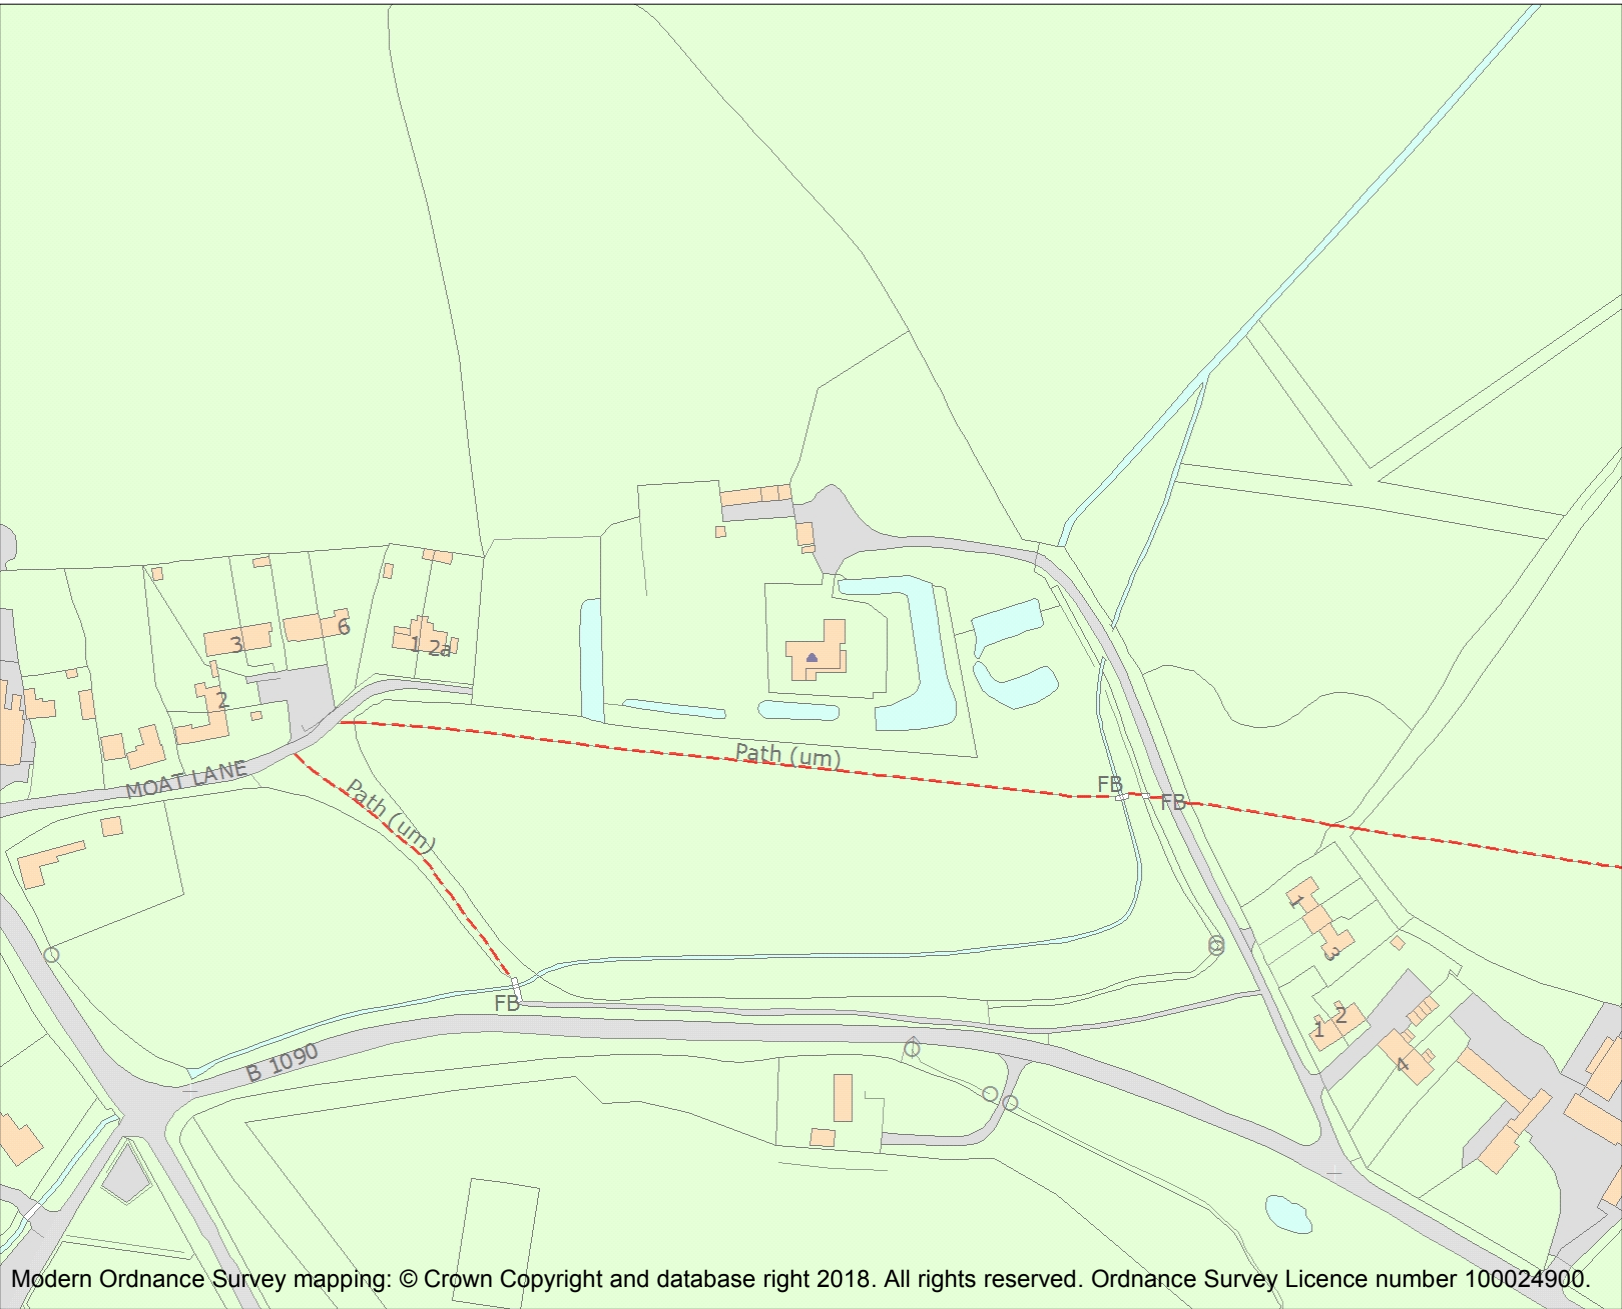 3
6
1
2a
2
MOAT LANE
Path (um)
Path (um)
FB
FB
1
3
FB
1
2
4
B 1090
Modern Ordnance Survey mapping: © Crown Copyright and database right 2018. All rights reserved. Ordnance Survey Licence number 100024900.